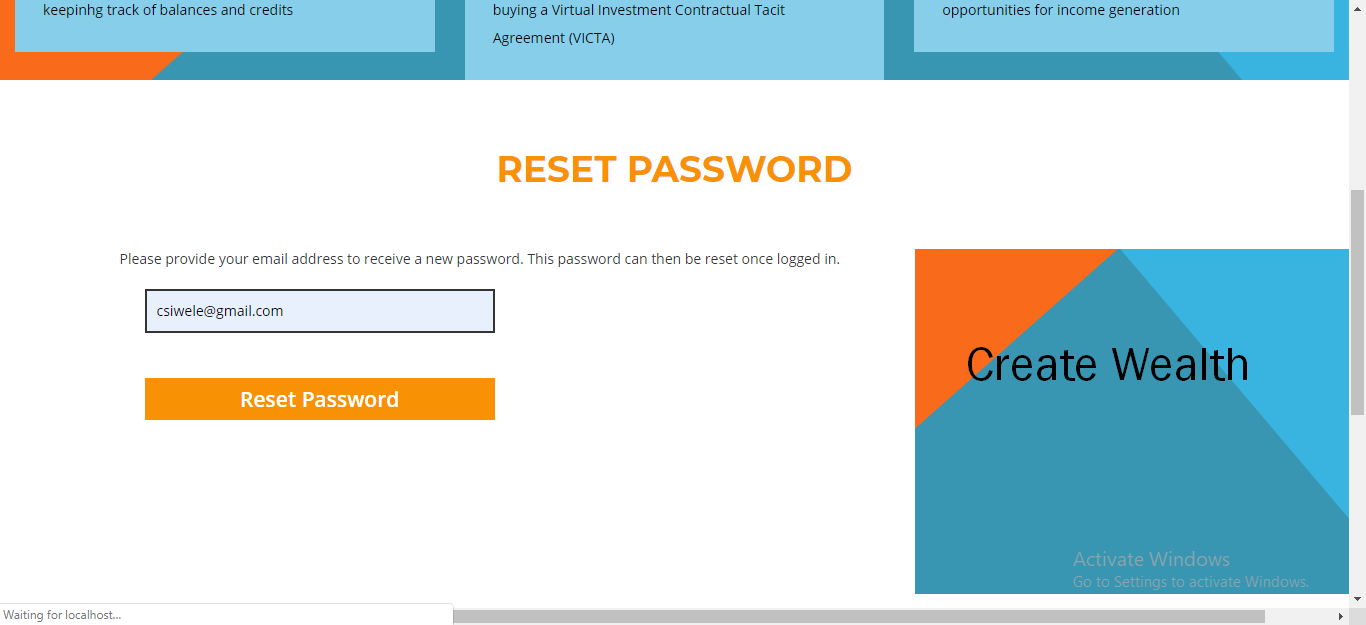 keepinhg track of balances and credits
buying a Virtual Investment Contractual Tacit
Agreement (VICTA)
opportunities for income generation
RESET PASSWORD
Please provide your email address to receive a new password. This password can then be reset once logged in.
csiwele@gmail.com
Reset Password
Create Wealth
Activate Windows
Go to Settings to activate Windows.
Waiting for localhost...